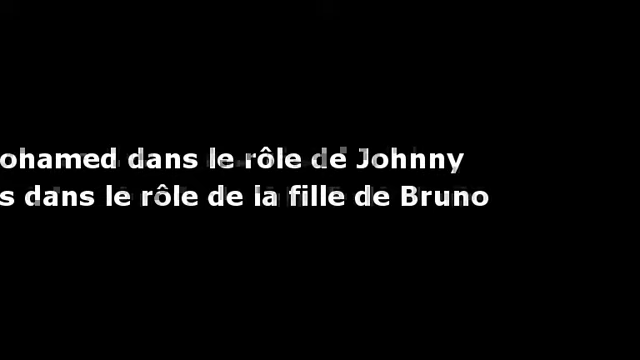 ohamed dans le rôle de Johnny
s dans le rôle de la fille de Bruno